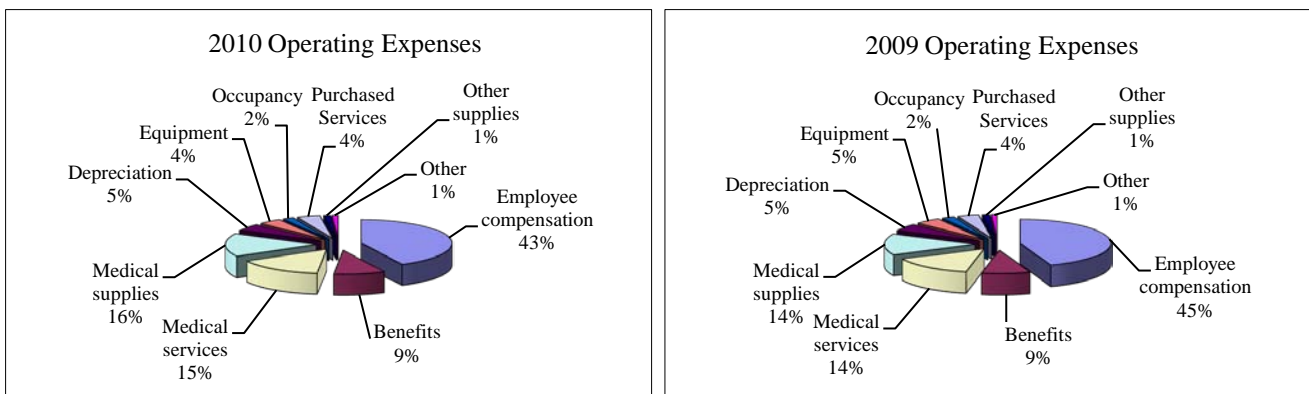 2010 Operating Expenses
Occupancy
2%
Purchased
Services
4%
Other
supplies
1%
Equipment
4%
Other
1%
Depreciation
5%
Employee
compensation
43%
Medical
supplies
16%
Medical
services
15%
Benefits
9%
2009 Operating Expenses
Occupancy
2%
Purchased
Services
4%
Other
supplies
1%
Equipment
5%
Other
1%
Depreciation
5%
Employee
compensation
45%
Medical
supplies
14%
Medical
services
14%
Benefits
9%